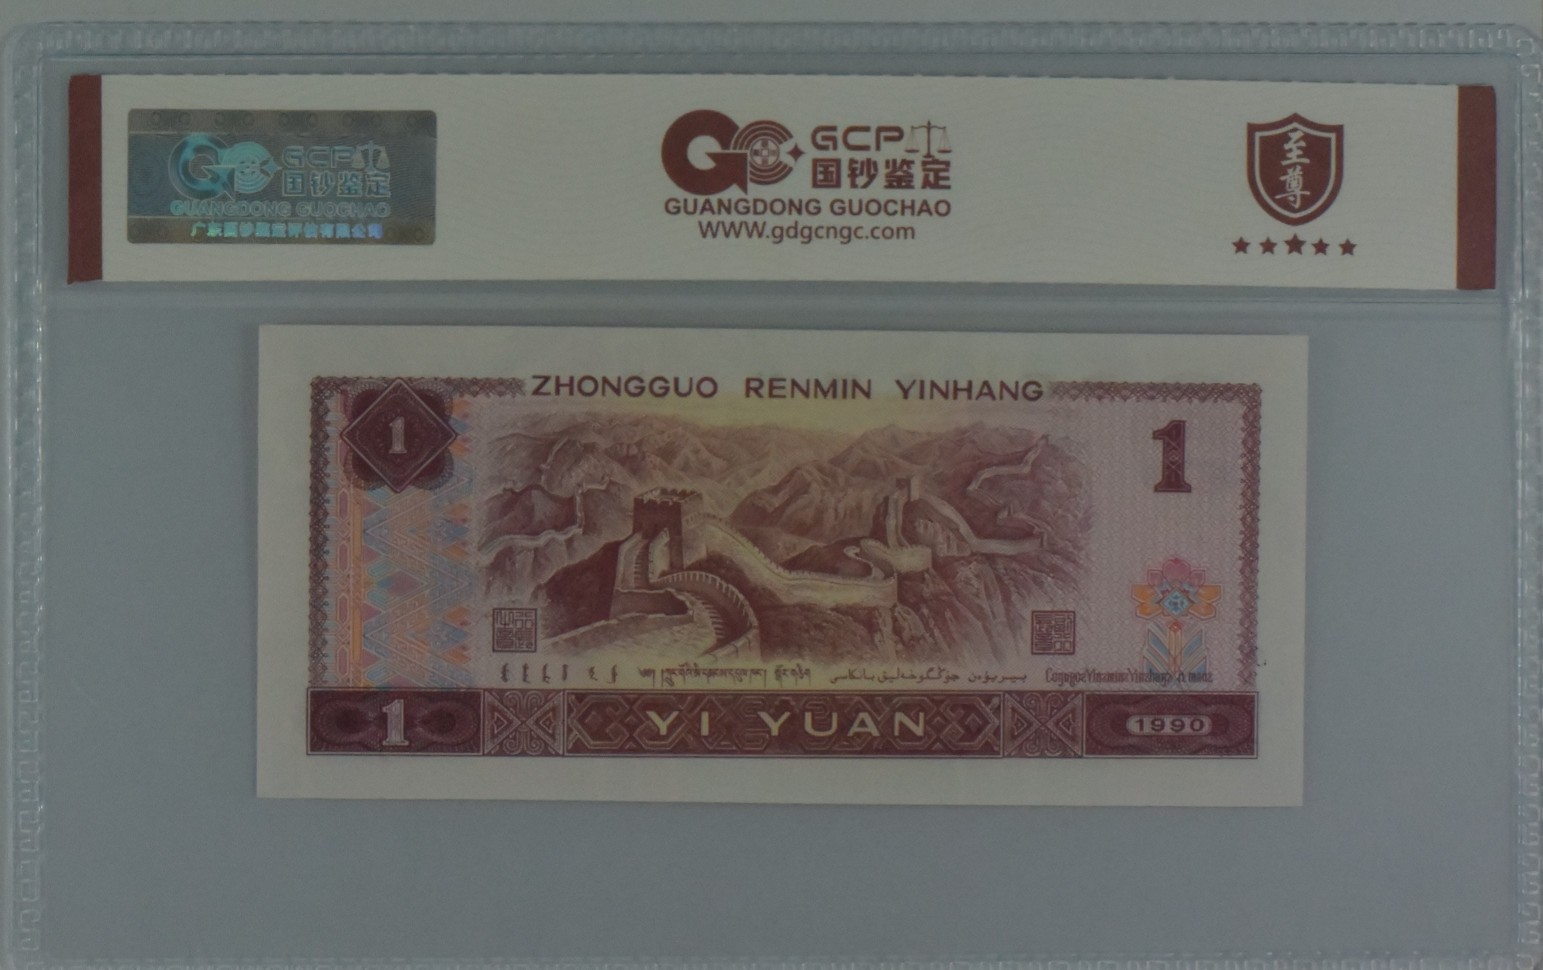 GCP
国钞鉴定
GUANGDONG GUOCHAO
GCP
国钞鉴定
GUANGDONG GUOCHAO
WWW.gdgcngc.com
至尊
ZHONGGUO RENMIN YINHANG
1
1
1
YI YUAN
1990